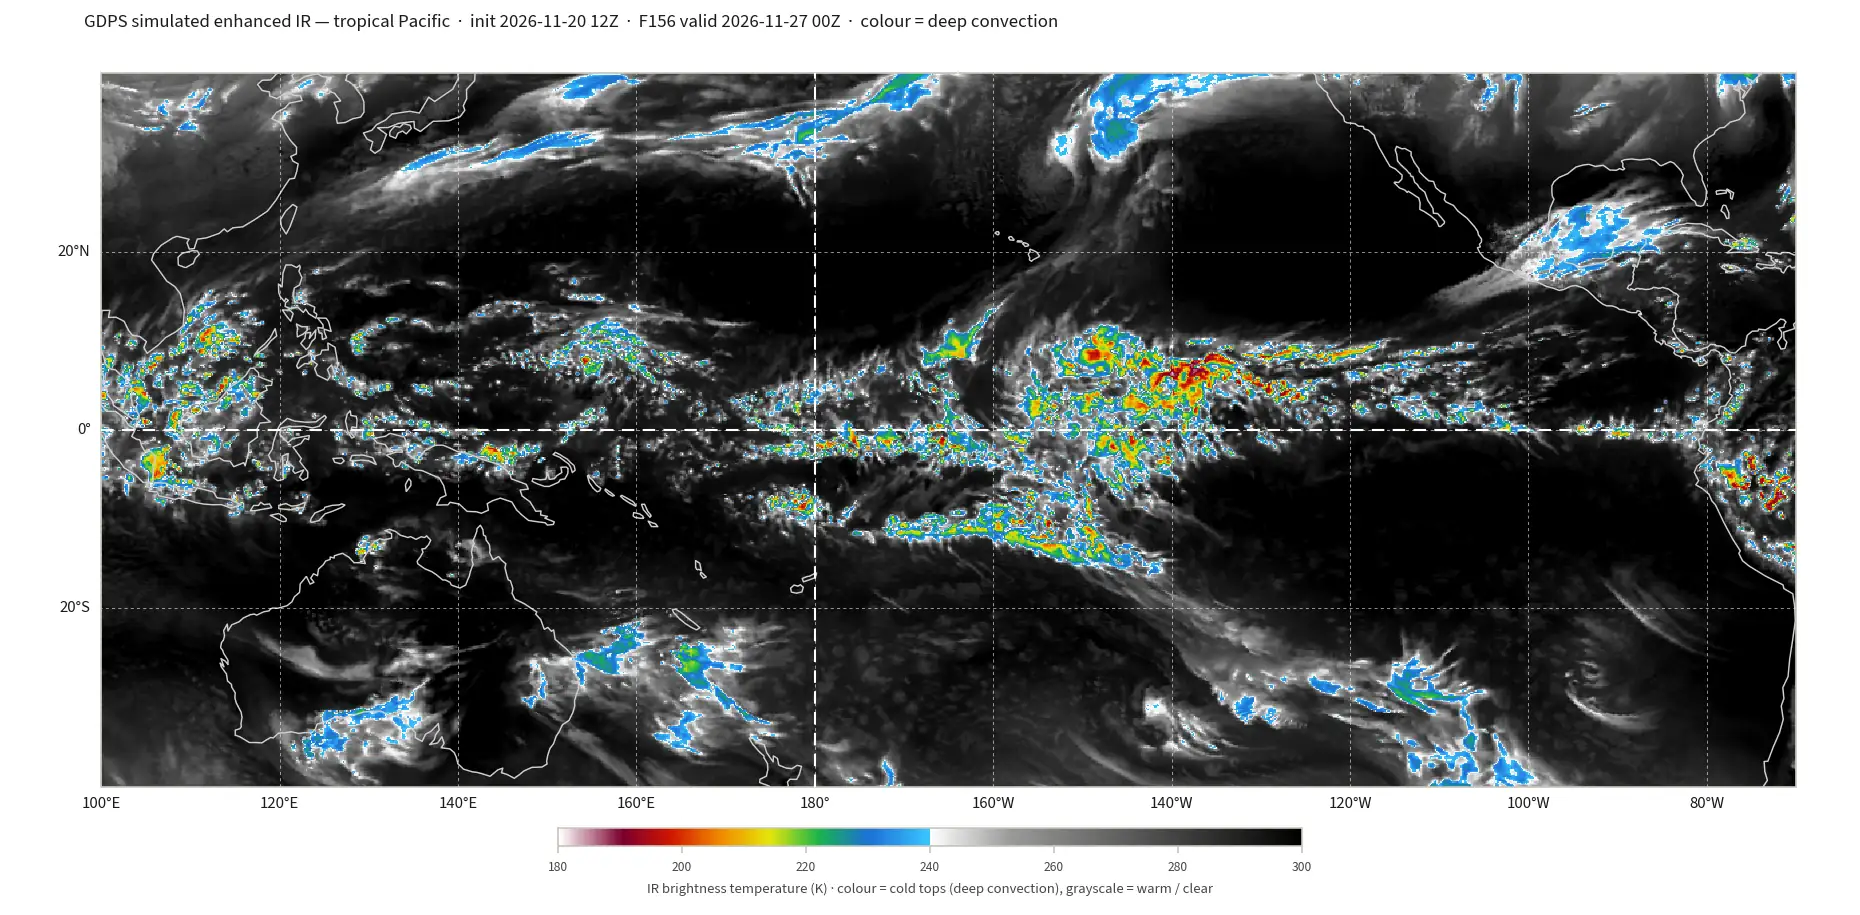 GDPS simulated enhanced IR — tropical Pacific · init 2026-11-20 12Z · F156 valid 2026-11-27 00Z · colour = deep convection
20°N
0°
20°S
100°E 120°E 140°E 160°E 180° 160°W 140°W 120°W 100°W 80°W
180 200 220 240 260 280 300
IR brightness temperature (K) · colour = cold tops (deep convection), grayscale = warm / clear